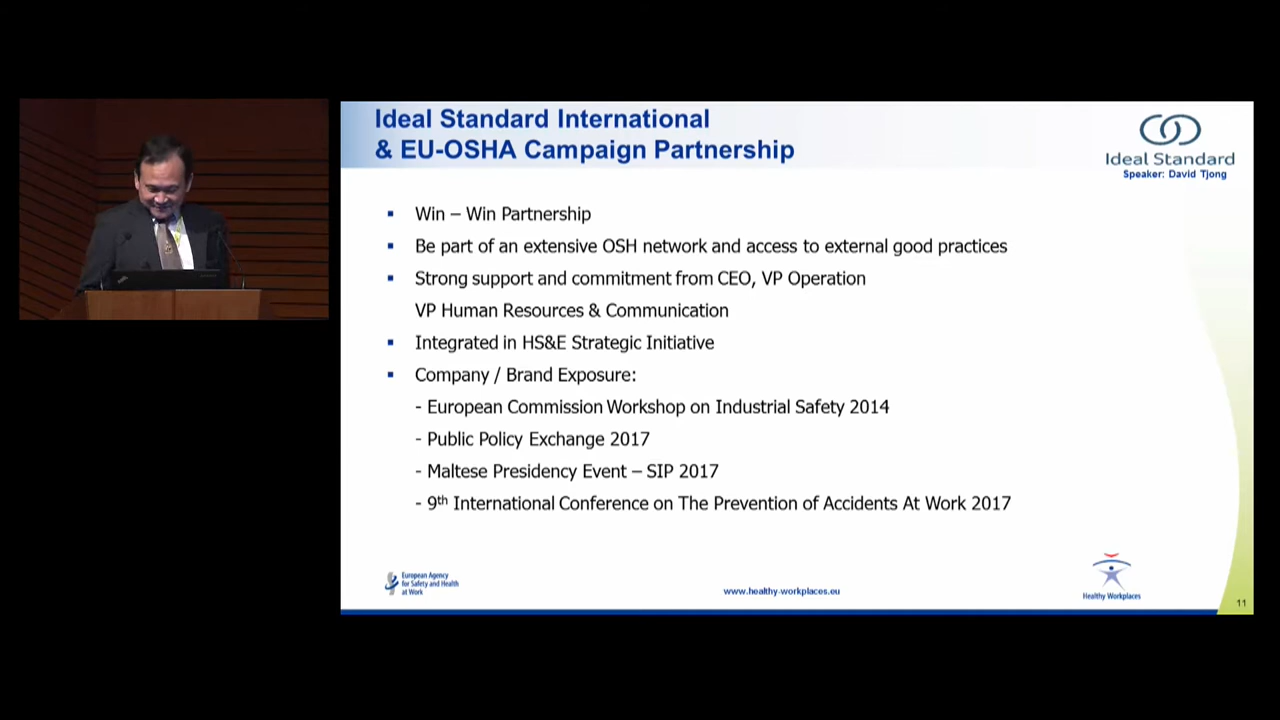 Ideal Standard International
& EU-OSHA Campaign Partnership
Ideal Standard
Speaker: David Tjong
▪ Win – Win Partnership
▪ Be part of an extensive OSH network and access to external good practices
▪ Strong support and commitment from CEO, VP Operation
VP Human Resources & Communication
▪ Integrated in HS&E Strategic Initiative
▪ Company / Brand Exposure:
- European Commission Workshop on Industrial Safety 2014
- Public Policy Exchange 2017
- Maltese Presidency Event – SIP 2017
- 9th International Conference on The Prevention of Accidents At Work 2017
European Agency
for Safety and Health
at Work
www.healthy-workplaces.eu
Healthy Workplaces
11